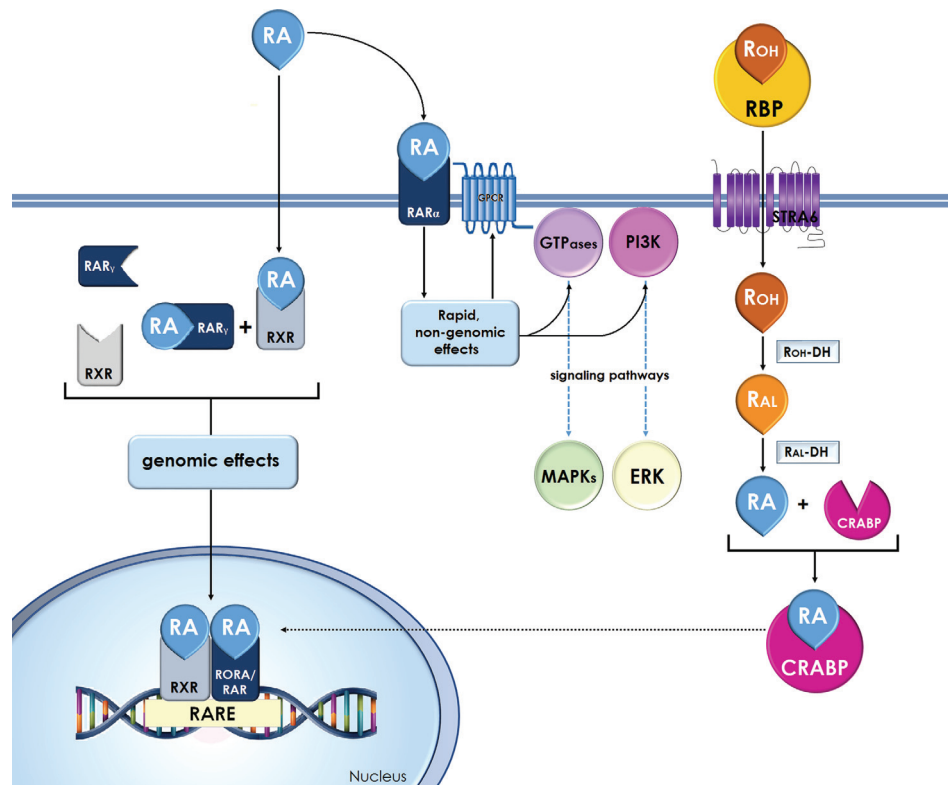 RA
ROH
RBP
RA
RARα
GPCR
GTPases
PI3K
STRA6
RARγ
RA
RXR
RA
RARγ
+
RXR
Rapid,
non-genomic
effects
ROH
ROH-DH
signaling pathways
RAL
RAL-DH
genomic effects
MAPKs
ERK
RA
+
CRABP
RA
RA
RXR
RORA/
RAR
RARE
RA
CRABP
Nucleus